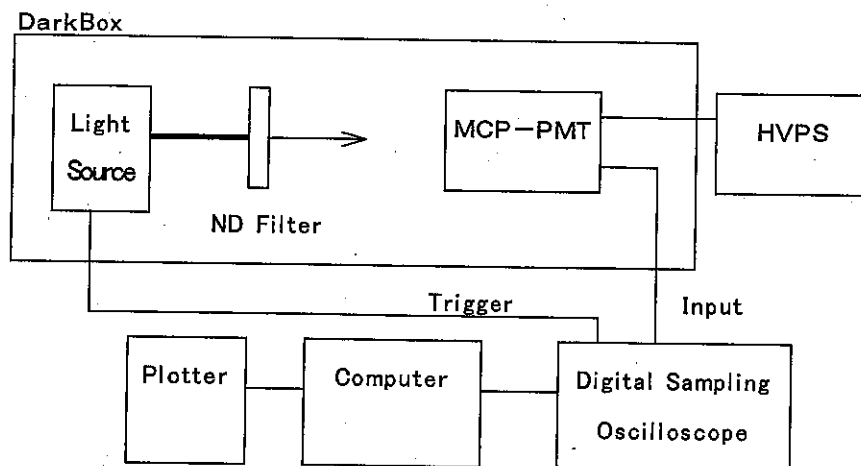 DarkBox
Light
Source
ND Filter
MCP-PMT
HVPS
Trigger
Input
Plotter
Computer
Digital Sampling
Oscilloscope